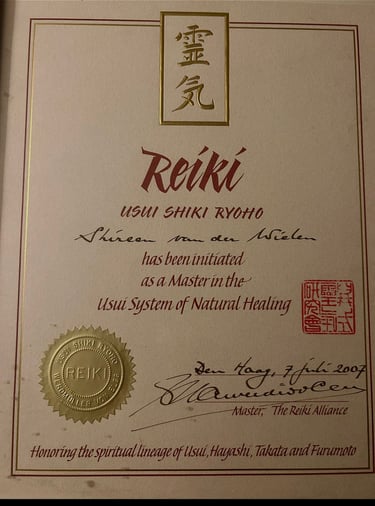 靈
気
Reiki
USUI SHIKI RYOHO
Shireen van der Wielen
has been initiated
as a Master in the
Usui System of Natural Healing
REIKI
Den Haag, 7 juli 2007
Master, The Reiki Alliance
Honoring the spiritual lineage of Usui, Hayashi, Takata and Furumoto